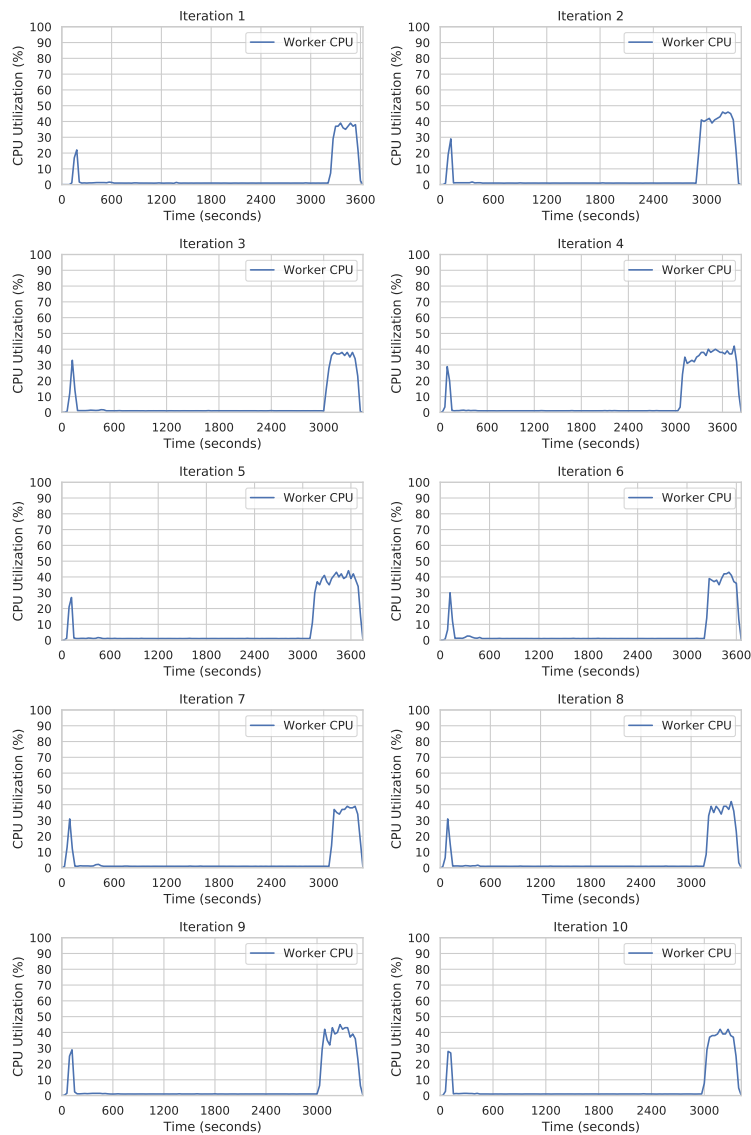 Iteration 1
100
90
80
70
60
50
40
30
20
10
0
CPU Utilization (%)
Worker CPU
0 600 1200 1800 2400 3000 3600
Time (seconds)
Iteration 2
100
90
80
70
60
50
40
30
20
10
0
CPU Utilization (%)
Worker CPU
0 600 1200 1800 2400 3000
Time (seconds)
Iteration 3
100
90
80
70
60
50
40
30
20
10
0
CPU Utilization (%)
Worker CPU
0 600 1200 1800 2400 3000
Time (seconds)
Iteration 4
100
90
80
70
60
50
40
30
20
10
0
CPU Utilization (%)
Worker CPU
0 600 1200 1800 2400 3000 3600
Time (seconds)
Iteration 5
100
90
80
70
60
50
40
30
20
10
0
CPU Utilization (%)
Worker CPU
0 600 1200 1800 2400 3000 3600
Time (seconds)
Iteration 6
100
90
80
70
60
50
40
30
20
10
0
CPU Utilization (%)
Worker CPU
0 600 1200 1800 2400 3000 3600
Time (seconds)
Iteration 7
100
90
80
70
60
50
40
30
20
10
0
CPU Utilization (%)
Worker CPU
0 600 1200 1800 2400 3000
Time (seconds)
Iteration 8
100
90
80
70
60
50
40
30
20
10
0
CPU Utilization (%)
Worker CPU
0 600 1200 1800 2400 3000
Time (seconds)
Iteration 9
100
90
80
70
60
50
40
30
20
10
0
CPU Utilization (%)
Worker CPU
0 600 1200 1800 2400 3000
Time (seconds)
Iteration 10
100
90
80
70
60
50
40
30
20
10
0
CPU Utilization (%)
Worker CPU
0 600 1200 1800 2400 3000
Time (seconds)